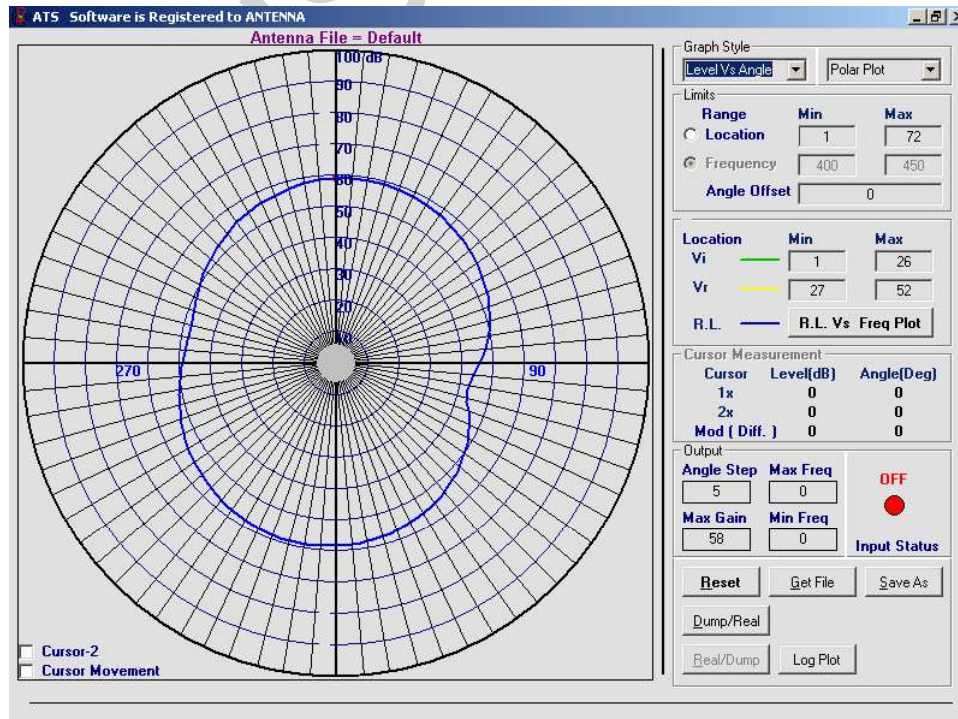 ATS Software is Registered to ANTENNA
Antenna File = Default
100 dB
90
80
70
60
50
40
30
20
10
270
90
Cursor-2
Cursor Movement
Graph Style
Level Vs Angle
Polar Plot
Limits
Range Min Max
Location 1 72
Frequency 400 450
Angle Offset 0
Location Min Max
Vi 1 26
Vr 27 52
R.L. R.L. Vs Freq Plot
Cursor Measurement
Cursor Level(dB) Angle(Deg)
1x 0 0
2x 0 0
Mod ( Diff. ) 0 0
Output
Angle Step Max Freq
5 0
OFF
Max Gain Min Freq
58 0
Input Status
Reset Get File Save As
Dump/Real
Real/Dump Log Plot